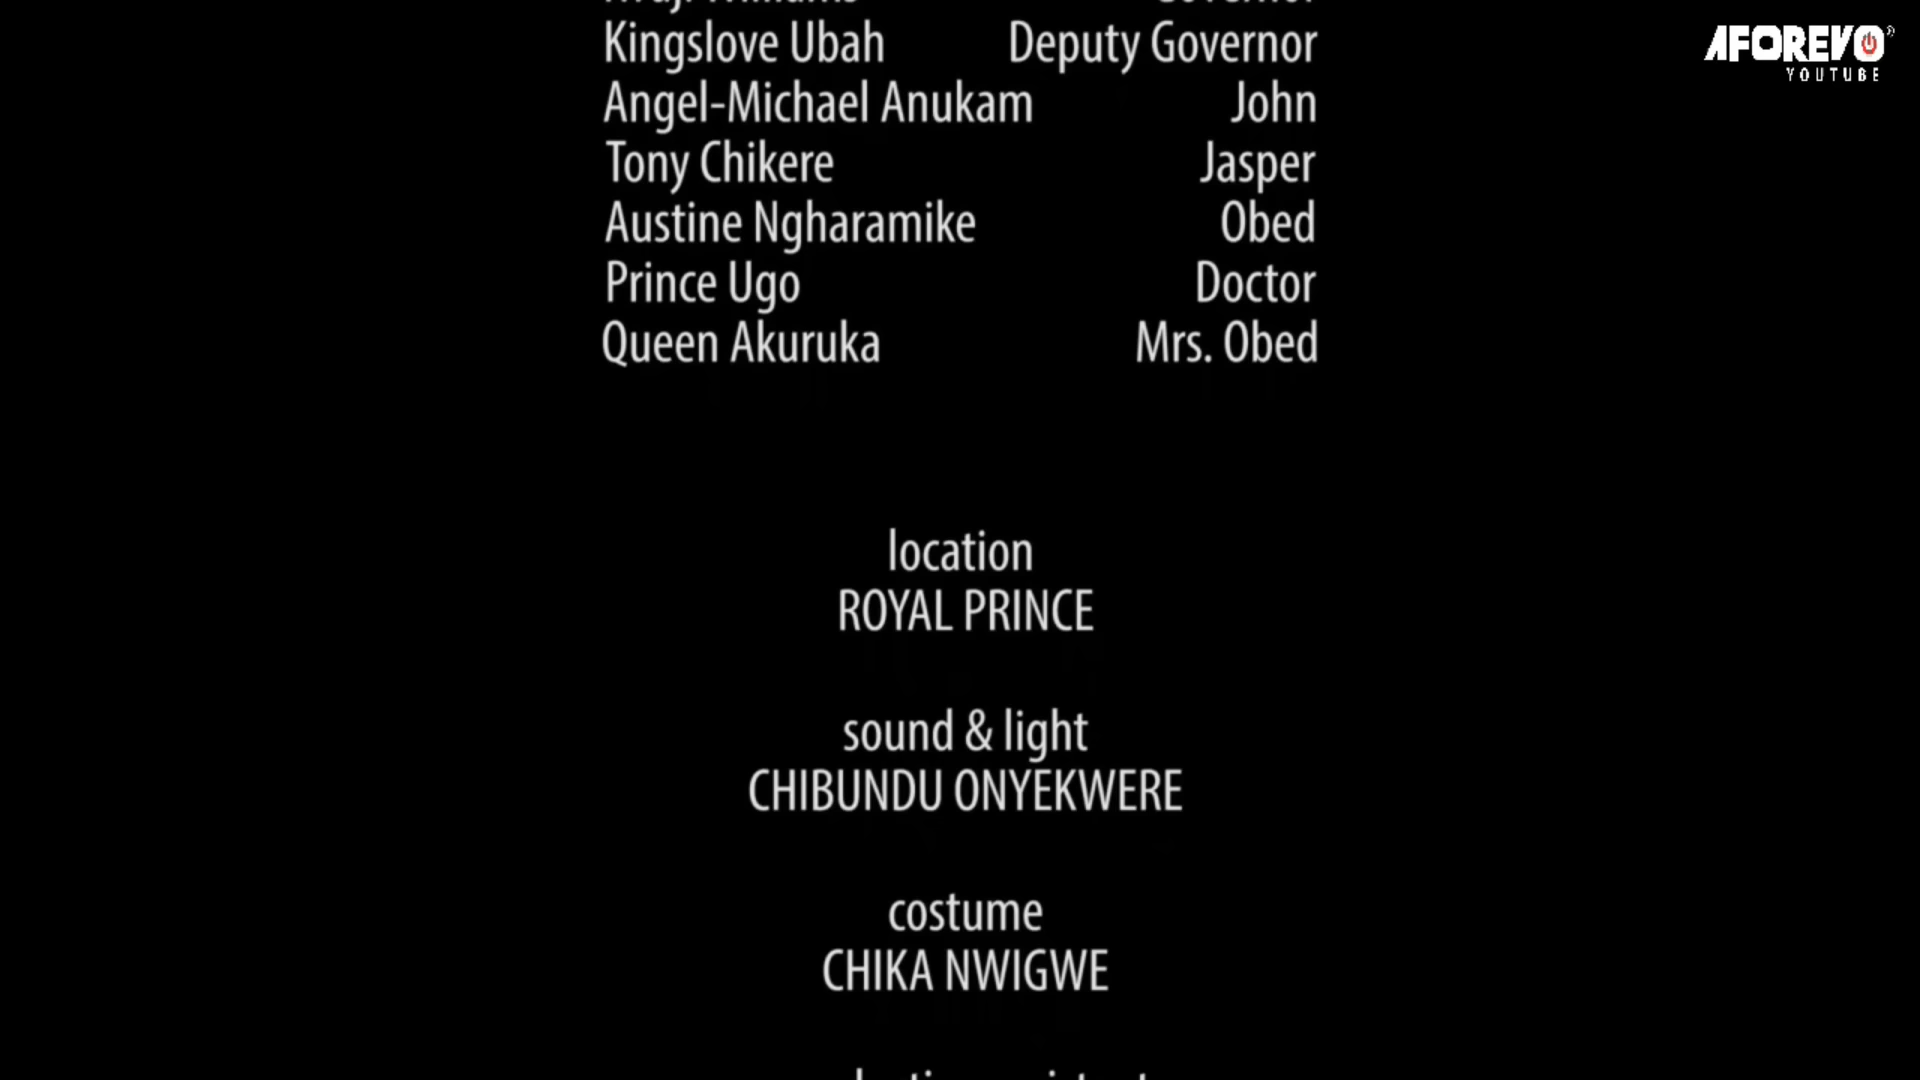 AFOREVO
YOUTUBE
Kingslove Ubah Deputy Governor
Angel-Michael Anukam John
Tony Chikere Jasper
Austine Ngharamike Obed
Prince Ugo Doctor
Queen Akuruka Mrs. Obed
location
ROYAL PRINCE
sound & light
CHIBUNDU ONYEKWERE
costume
CHIKA NWIGWE